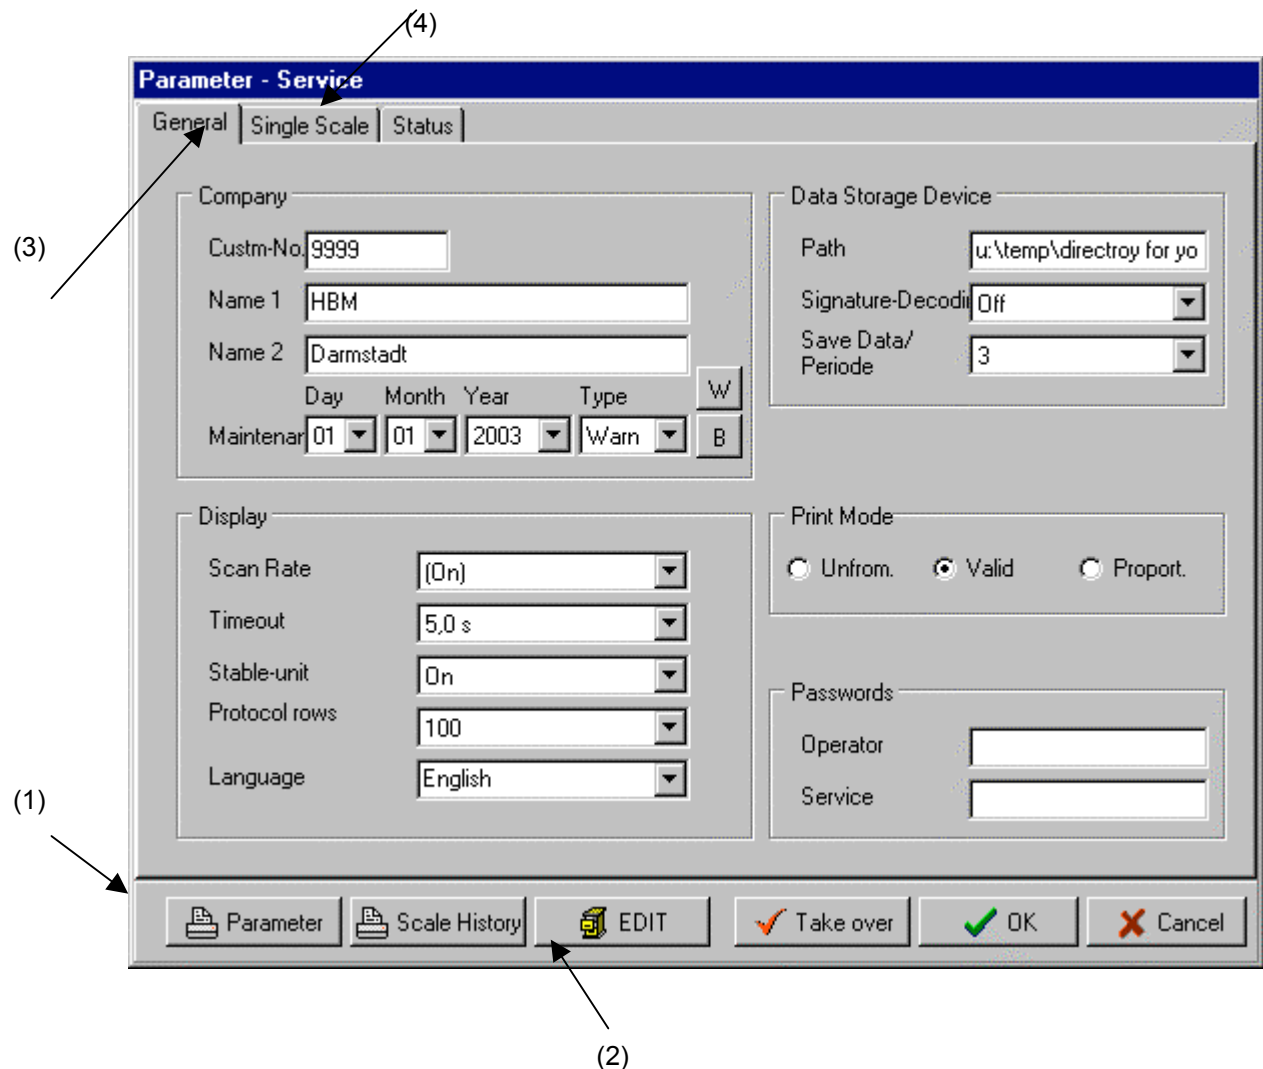 (4)
Parameter - Service
General Single Scale Status
Company
Custm-No. 9999
Name 1 HBM
Name 2 Darmstadt
Day Month Year Type W
Maintenar 01 01 2003 Warn B
Data Storage Device
Path u:\temp\directroy for yo
Signature-Decodin Off
Save Data/
Periode 3
(3)
Display
Scan Rate (On)
Timeout 5,0 s
Stable-unit On
Protocol rows 100
Language English
Print Mode
Unfrom. Valid Proport.
Passwords
Operator
Service
(1)
Parameter Scale History EDIT Take over OK Cancel
(2)